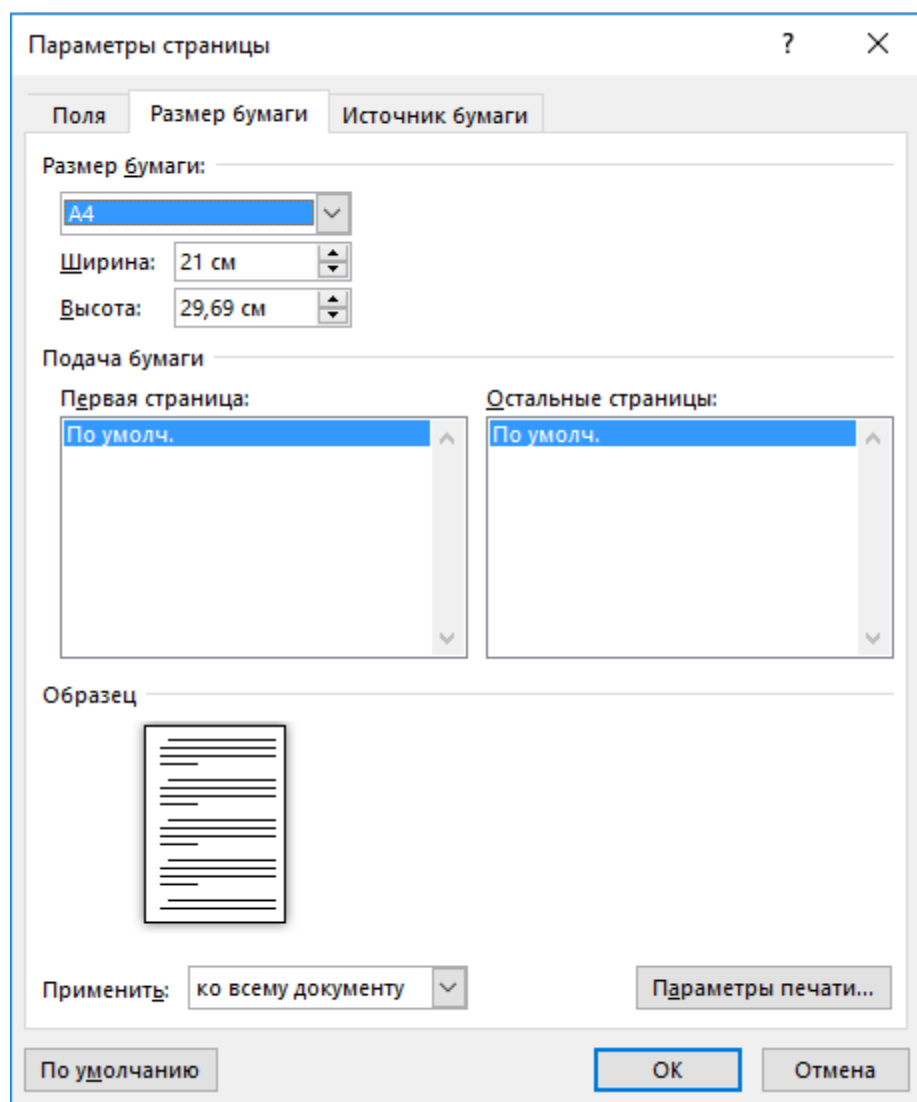 Параметры страницы ?
Поля Размер бумаги Источник бумаги
Размер бумаги:
A4
Ширина: 21 см
Высота: 29,69 см
Подача бумаги
Первая страница: Остальные страницы:
По умолч. По умолч.
Образец
Применить: ко всему документу Параметры печати...
По умолчанию ОК Отмена